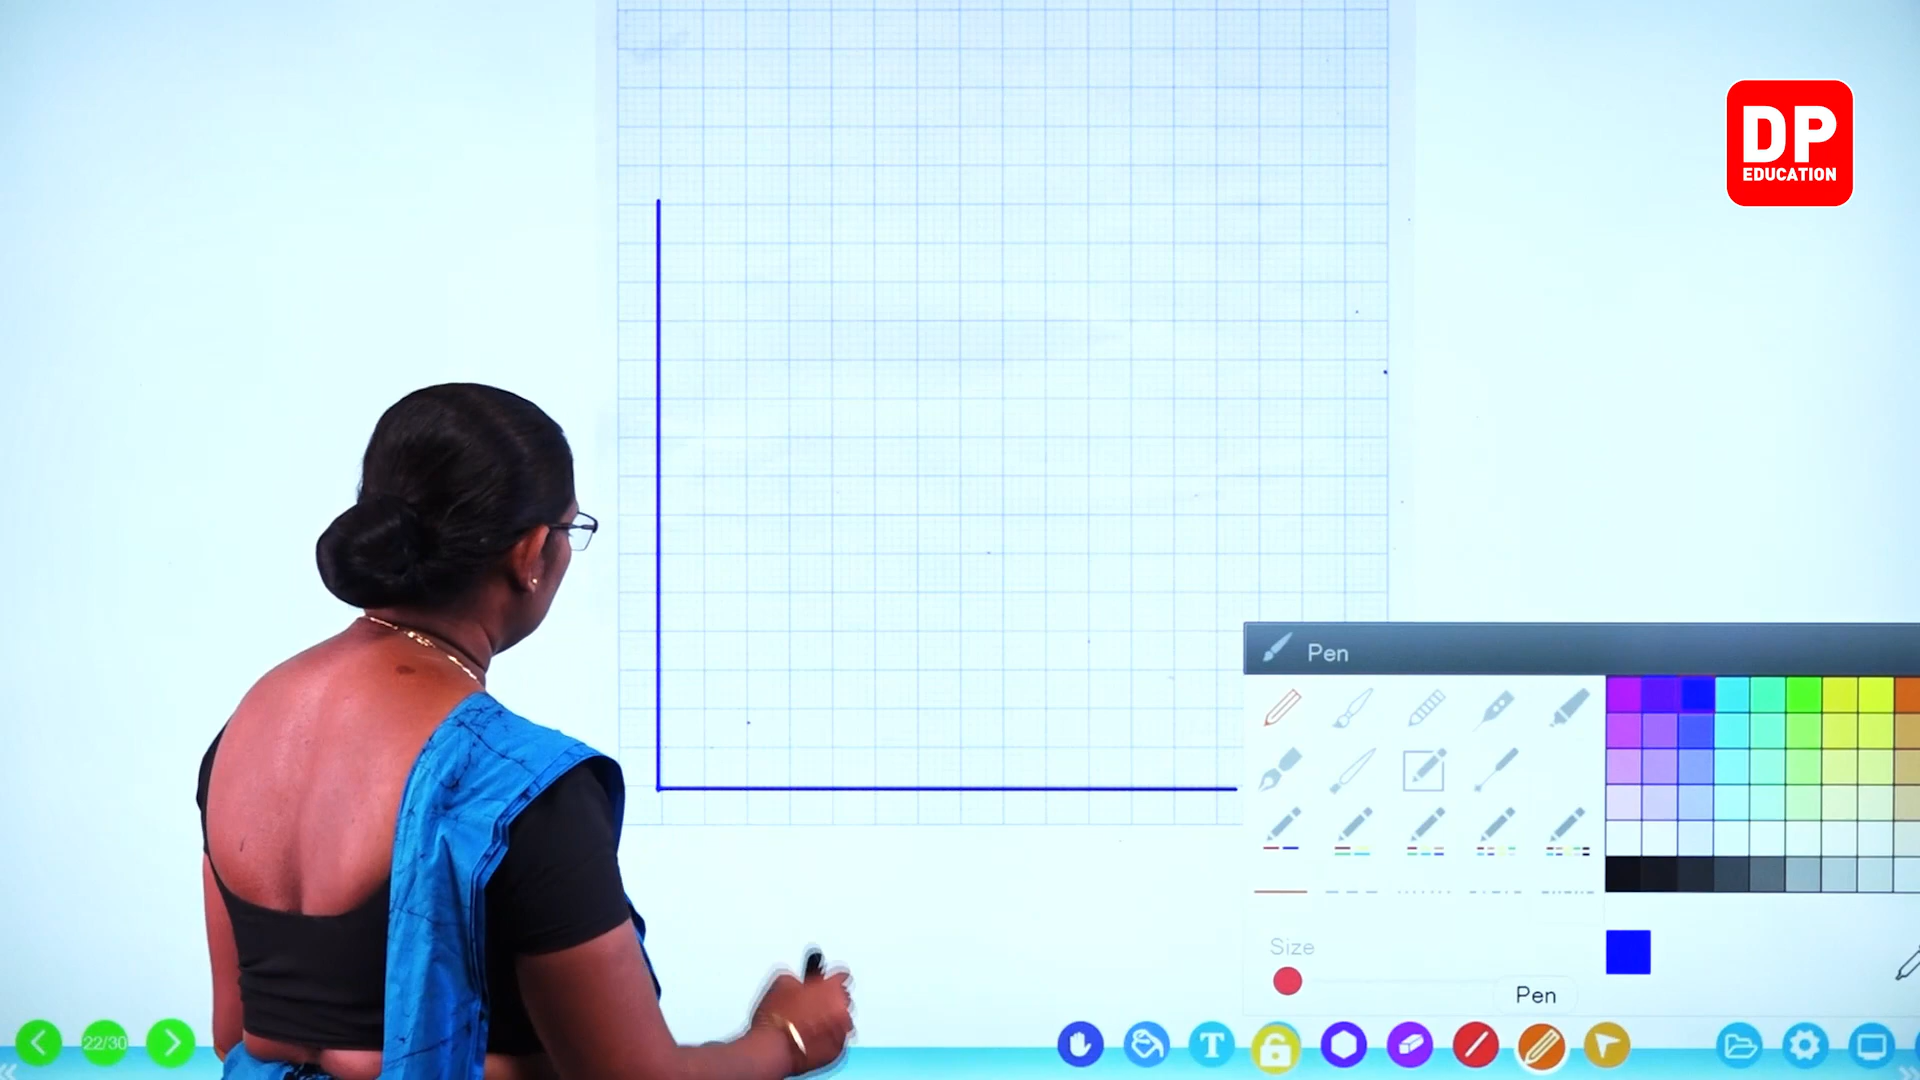 DP
EDUCATION
Pen
Size
Pen
22/30
T